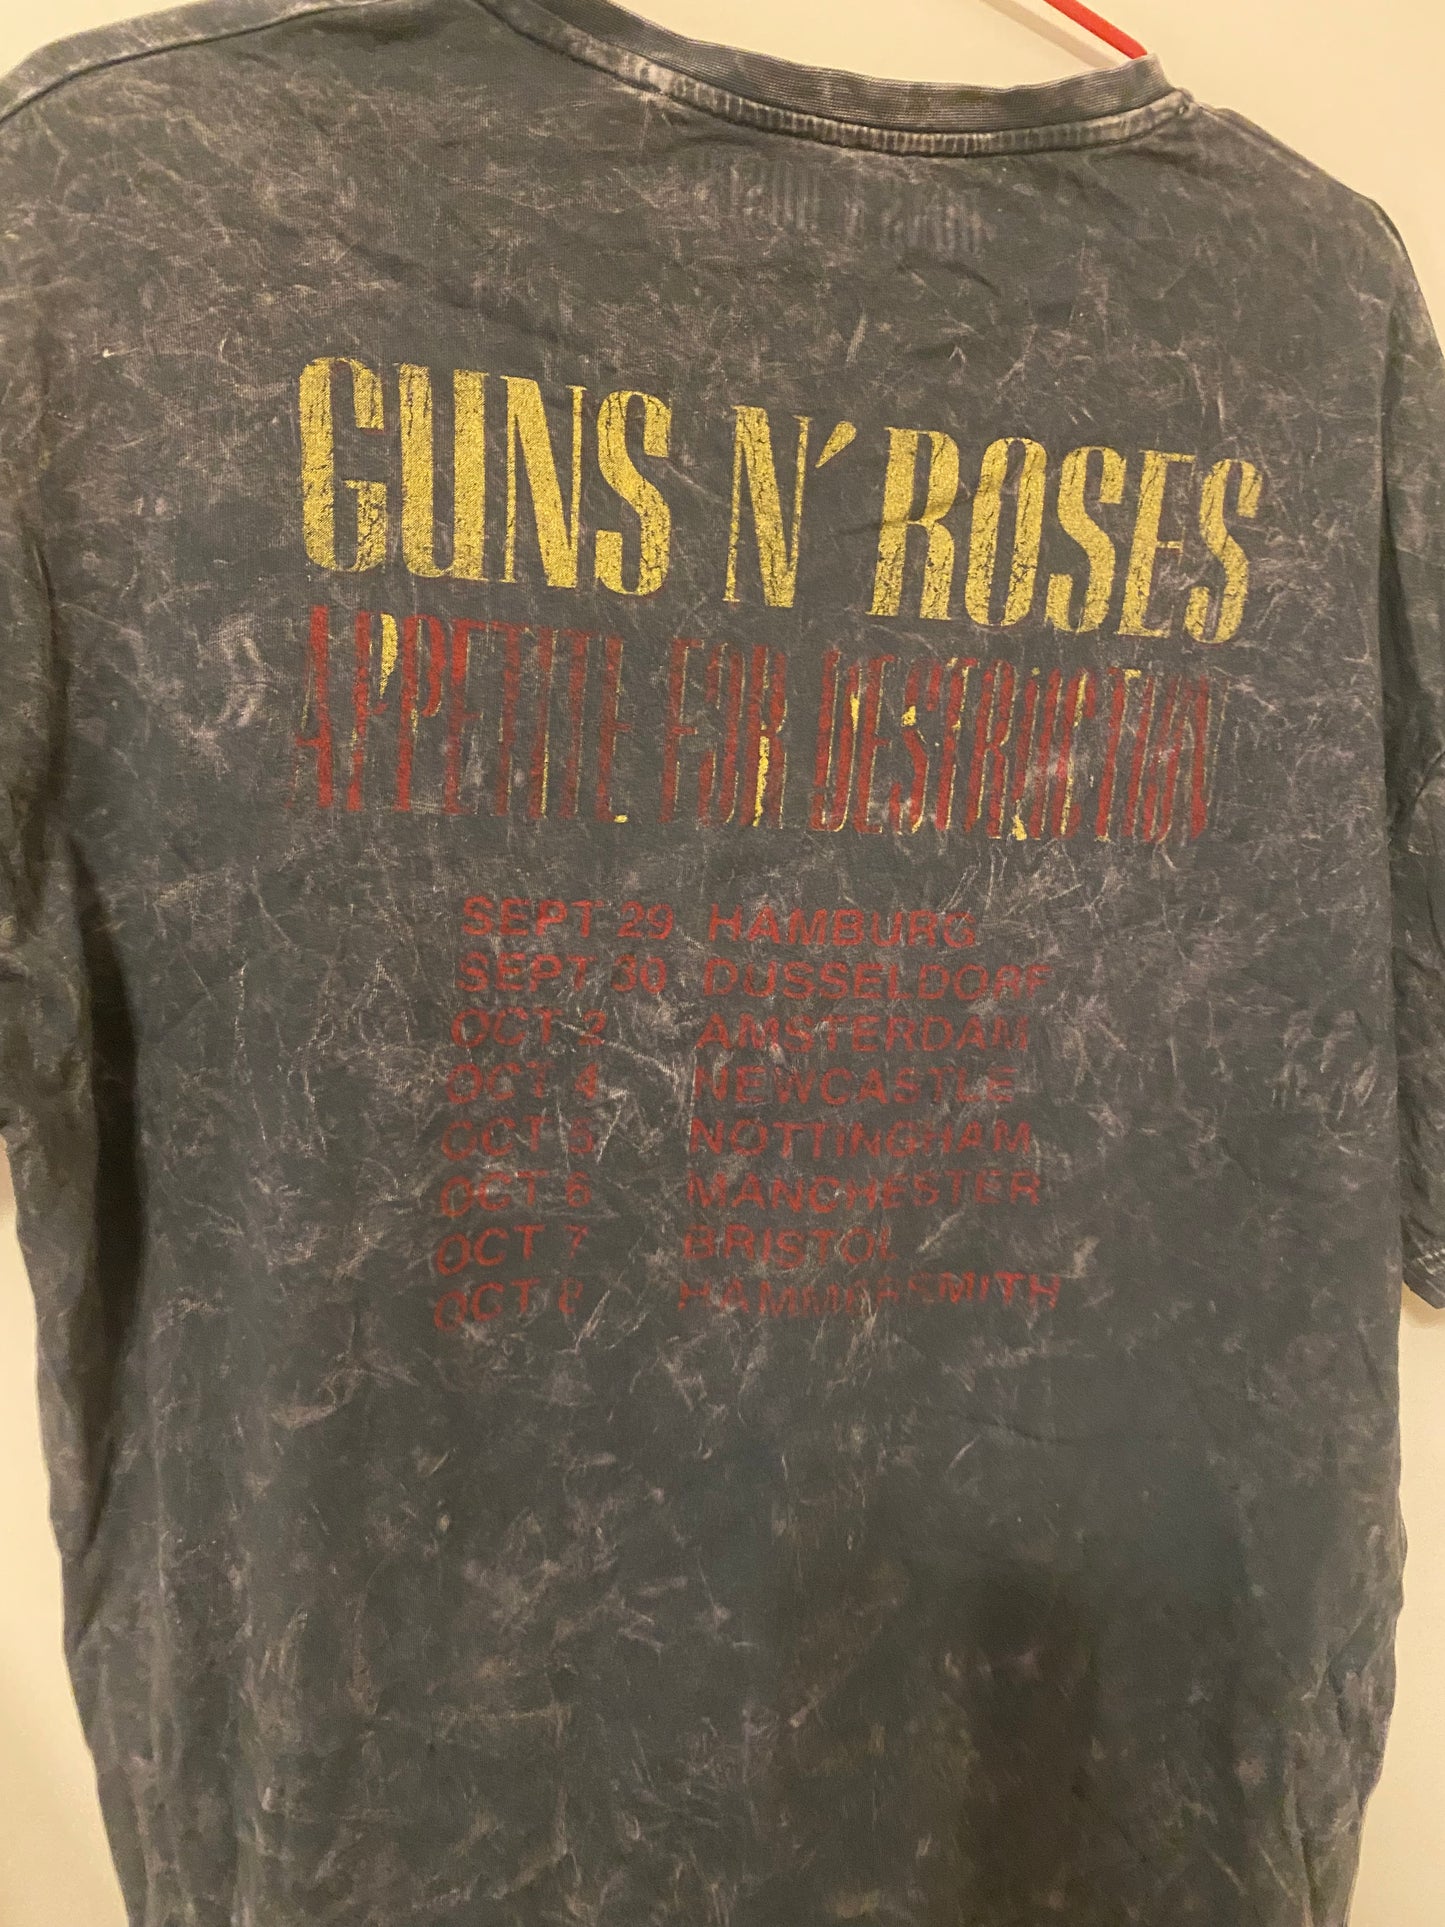 GUNS N' ROSES
APPETITE FOR DESTRUCTION
SEPT 29 HAMBURG
SEPT 30 DUSSELDORF
OCT 2 AMSTERDAM
OCT 4 NEWCASTLE
OCT 5 NOTTINGHAM
OCT 6 MANCHESTER
OCT 7 BRISTOL
OCT 8 HAMMERSMITH